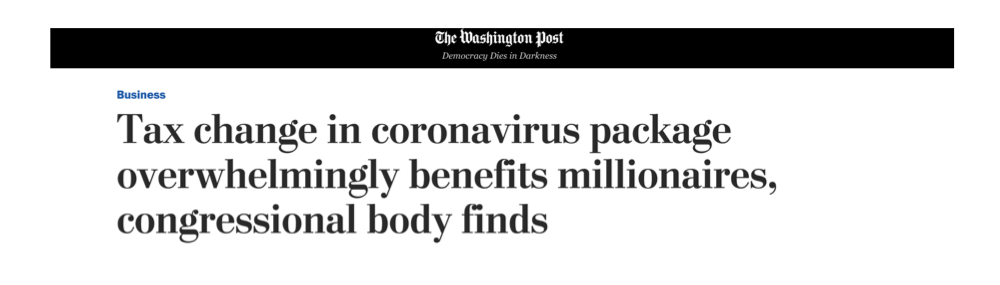 The Washington Post
Democracy Dies in Darkness
Business
Tax change in coronavirus package
overwhelmingly benefits millionaires,
congressional body finds